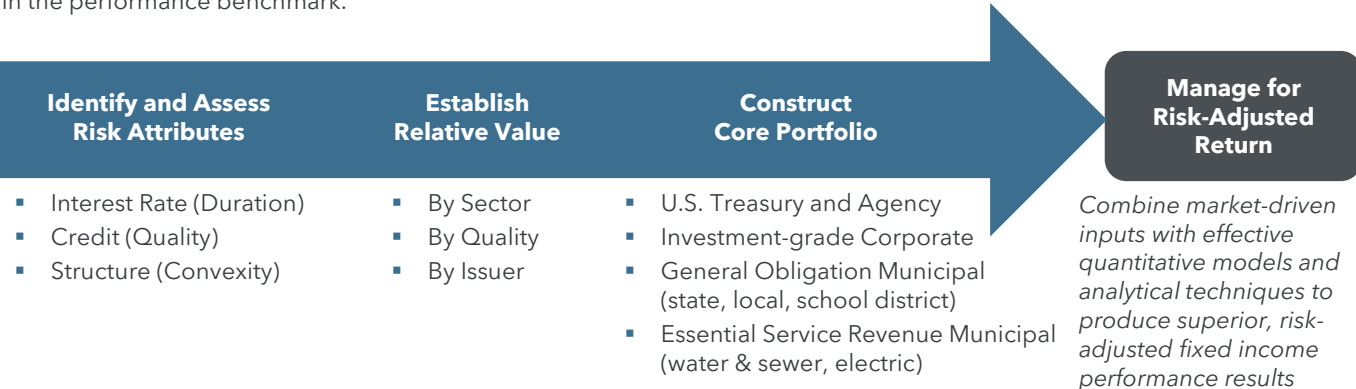 in the performance benchmark.
Identify and Assess
Risk Attributes
Establish
Relative Value
Construct
Core Portfolio
Manage for
Risk-Adjusted
Return
▪ Interest Rate (Duration)
▪ Credit (Quality)
▪ Structure (Convexity)
▪ By Sector
▪ By Quality
▪ By Issuer
▪ U.S. Treasury and Agency
▪ Investment-grade Corporate
▪ General Obligation Municipal
(state, local, school district)
▪ Essential Service Revenue Municipal
(water & sewer, electric)
Combine market-driven
inputs with effective
quantitative models and
analytical techniques to
produce superior, risk-
adjusted fixed income
performance results